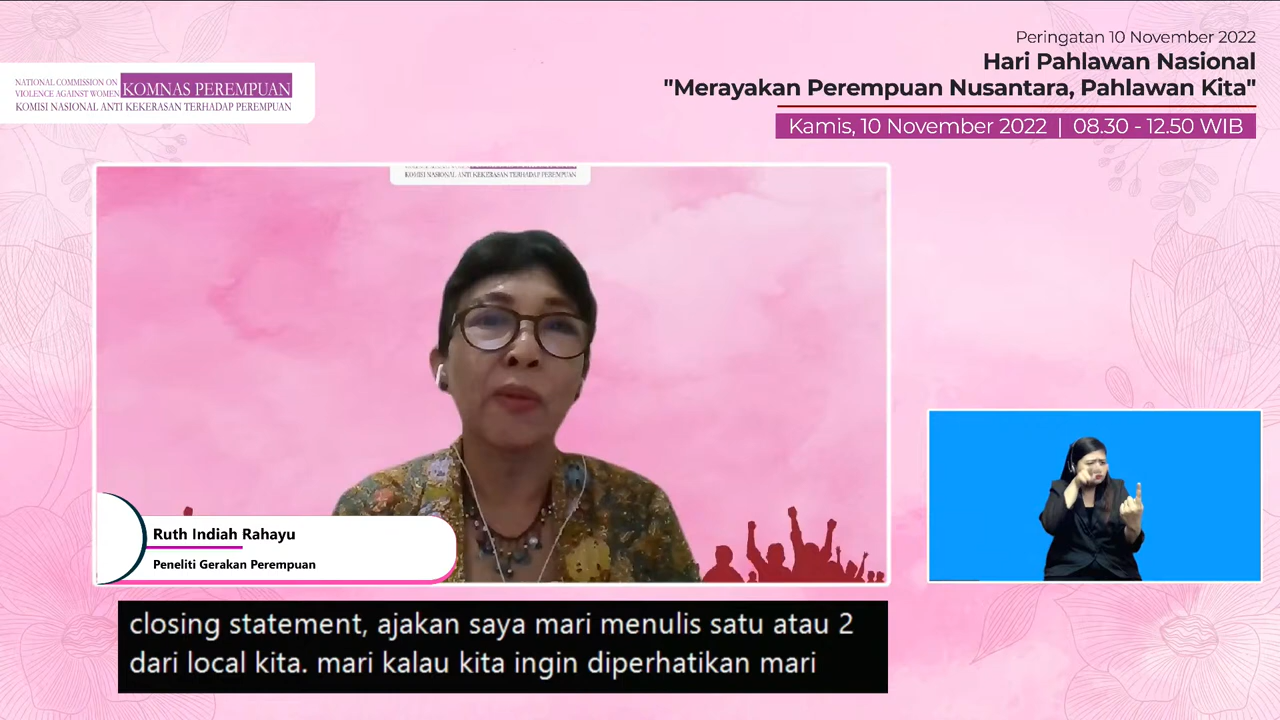 Peringatan 10 November 2022
Hari Pahlawan Nasional
"Merayakan Perempuan Nusantara, Pahlawan Kita"
Kamis, 10 November 2022 | 08.30 - 12.50 WIB
NATIONAL COMMISSION ON
VIOLENCE AGAINST WOMEN
KOMNAS PEREMPUAN
KOMISI NASIONAL ANTI KEKERASAN TERHADAP PEREMPUAN
KOMISI NASIONAL ANTI KEKERASAN TERHADAP PEREMPUAN
Ruth Indiah Rahayu
Peneliti Gerakan Perempuan
closing statement, ajakan saya mari menulis satu atau 2
dari local kita. mari kalau kita ingin diperhatikan mari